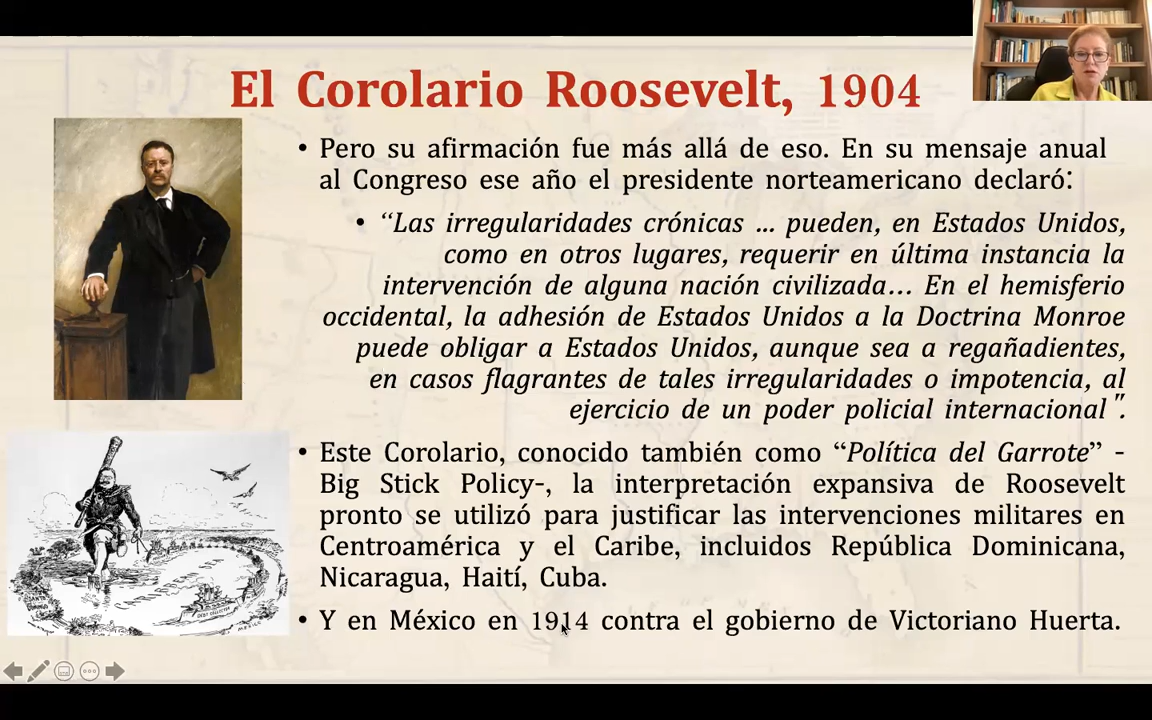 El Corolario Roosevelt, 1904
• Pero su afirmación fue más allá de eso. En su mensaje anual
al Congreso ese año el presidente norteamericano declaró:
• “Las irregularidades crónicas ... pueden, en Estados Unidos,
como en otros lugares, requerir en última instancia la
intervención de alguna nación civilizada... En el hemisferio
occidental, la adhesión de Estados Unidos a la Doctrina Monroe
puede obligar a Estados Unidos, aunque sea a regañadientes,
en casos flagrantes de tales irregularidades o impotencia, al
ejercicio de un poder policial internacional ".
• Este Corolario, conocido también como “Política del Garrote” -
Big Stick Policy-, la interpretación expansiva de Roosevelt
pronto se utilizó para justificar las intervenciones militares en
Centroamérica y el Caribe, incluidos República Dominicana,
Nicaragua, Haití, Cuba.
• Y en México en 1914 contra el gobierno de Victoriano Huerta.
SANTO
DOMINGO
DEBT COLLECTOR
MEXICO